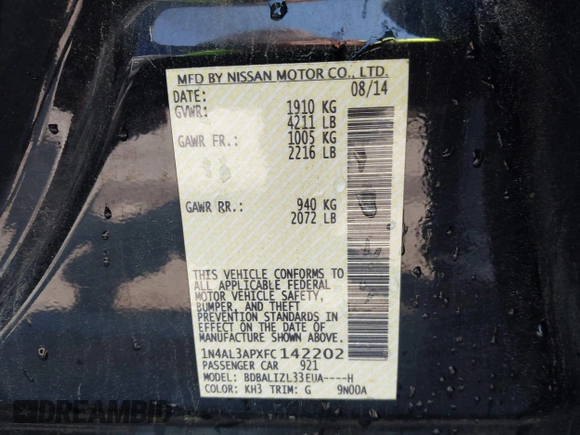 MFD BY NISSAN MOTOR CO., LTD.
DATE: 08/14
GVWR: 1910 KG
4211 LB
GAWR FR.: 1005 KG
2216 LB
GAWR RR.: 940 KG
2072 LB
THIS VEHICLE CONFORMS TO
ALL APPLICABLE FEDERAL
MOTOR VEHICLE SAFETY,
BUMPER, AND THEFT
PREVENTION STANDARDS IN
EFFECT ON THE DATE OF
MANUFACTURE SHOWN ABOVE.
1N4AL3APXFC142202
PASSENGER CAR 921
MODEL: BDBALIZL33EUA----H
COLOR: KH3 TRIM: G 9N00A
DREAMBID